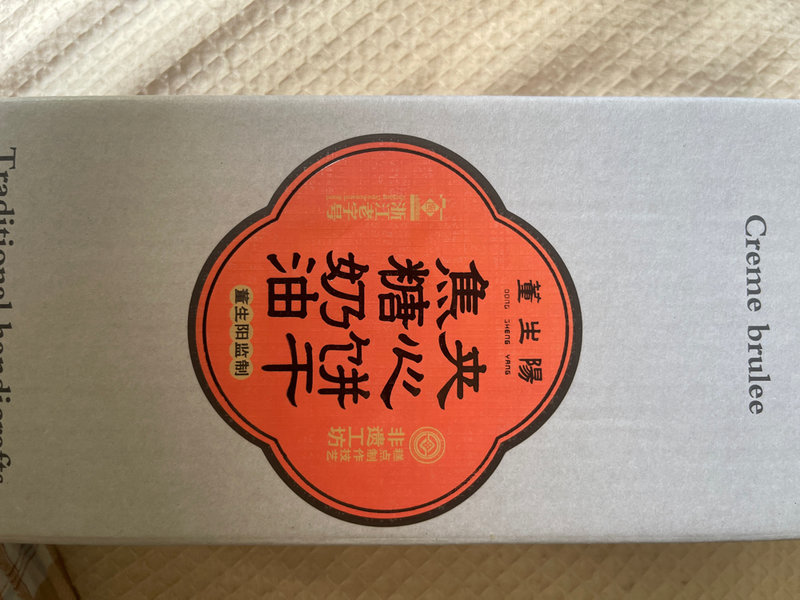 Creme brulee
董生陽
DONG SHENG YANG
焦糖奶油
夹心饼干
浙江老字号
非遗工坊
糕点制作技艺
董生阳监制
Traditional handicrafts